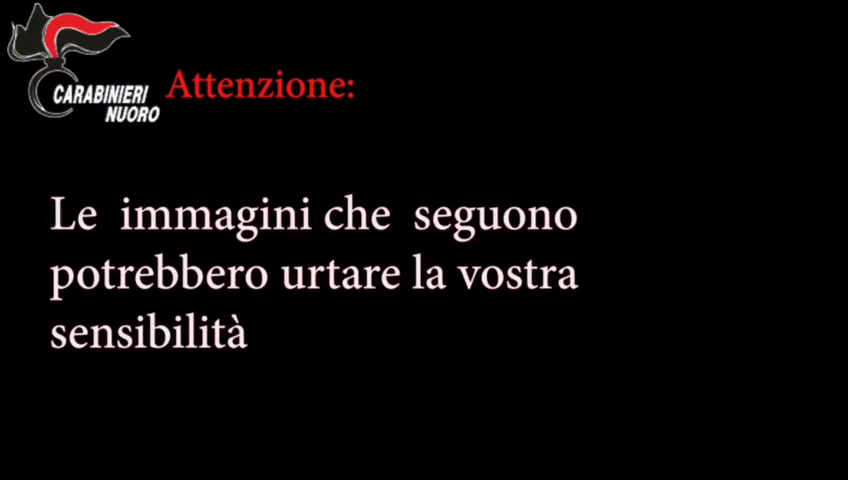 CARABINIERI
NUORO
Attenzione:
Le immagini che seguono
potrebbero urtare la vostra
sensibilità